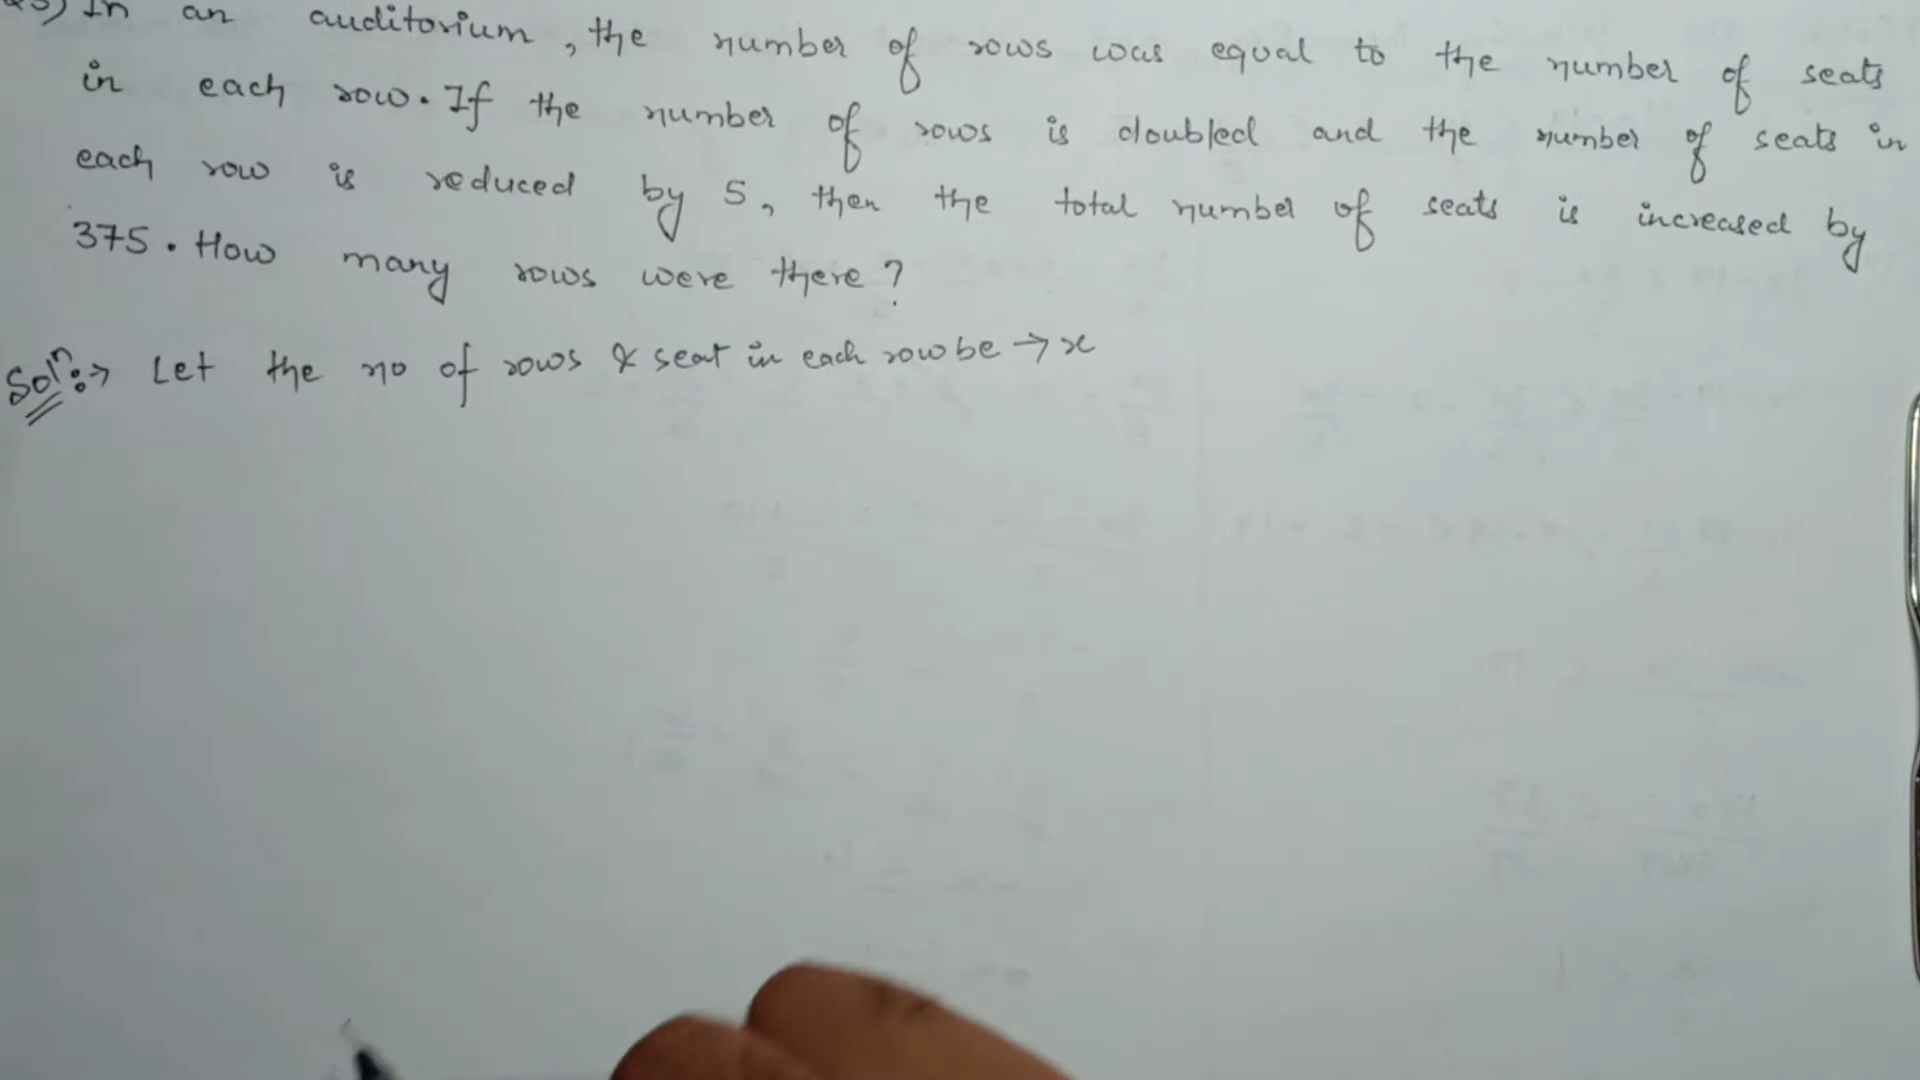 In an auditorium, the number of rows was equal to the number of seats
in each row. If the number of rows is doubled and the number of seats in
each row is reduced by 5, then the total number of seats is increased by
375. How many rows were there?
Solⁿ:→ Let the no of rows & seat in each row be → x